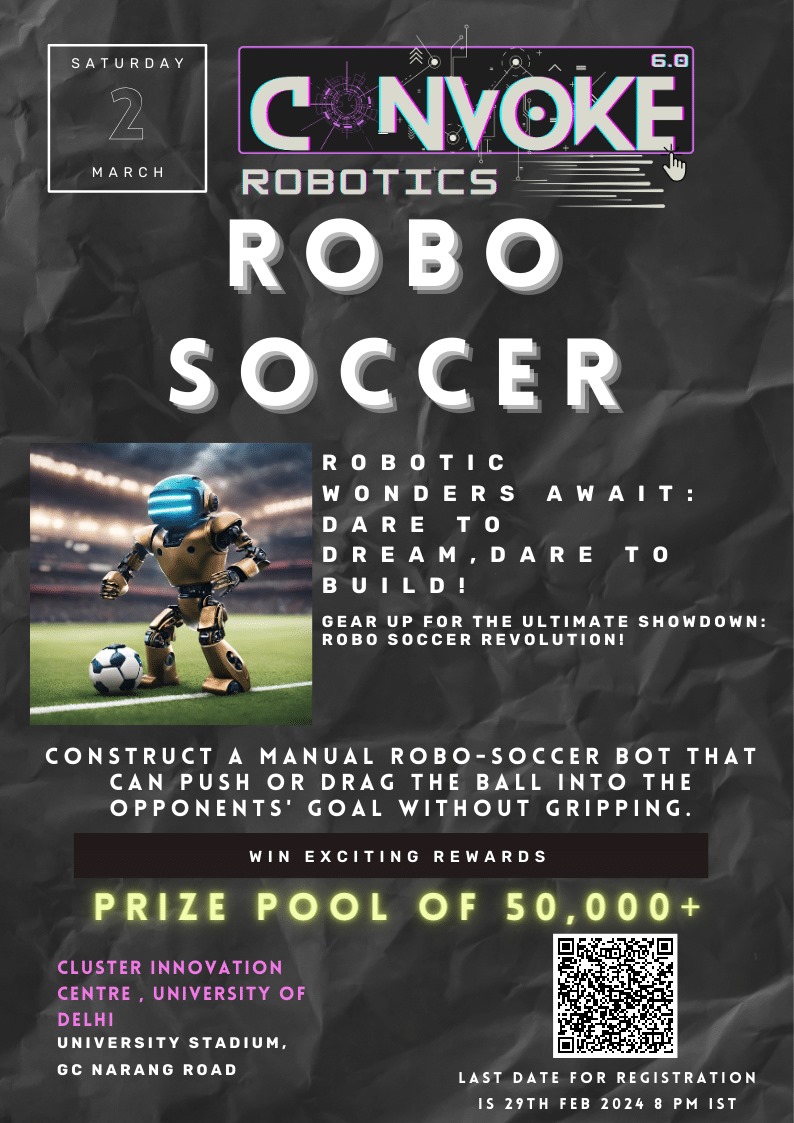 SATURDAY
2
MARCH
CONVOKE
6.0
ROBOTICS
ROBO
SOCCER
ROBOTIC
WONDERS AWAIT:
DARE TO
DREAM,DARE TO
BUILD!
GEAR UP FOR THE ULTIMATE SHOWDOWN:
ROBO SOCCER REVOLUTION!
CONSTRUCT A MANUAL ROBO-SOCCER BOT THAT
CAN PUSH OR DRAG THE BALL INTO THE
OPPONENTS' GOAL WITHOUT GRIPPING.
WIN EXCITING REWARDS
PRIZE POOL OF 50,000+
CLUSTER INNOVATION
CENTRE , UNIVERSITY OF
DELHI
UNIVERSITY STADIUM,
GC NARANG ROAD
LAST DATE FOR REGISTRATION
IS 29TH FEB 2024 8 PM IST